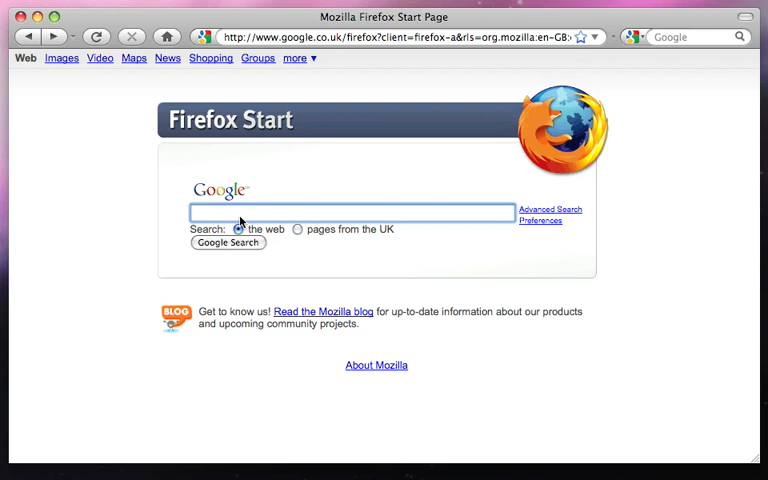 Mozilla Firefox Start Page
http://www.google.co.uk/firefox?client=firefox-a&rls=org.mozilla:en-GB:
Google
Web Images Video Maps News Shopping Groups more ▼
Firefox Start
Google™
Advanced Search
Preferences
Search: the web pages from the UK
Google Search
BLOG
Get to know us! Read the Mozilla blog for up-to-date information about our products
and upcoming community projects.
About Mozilla